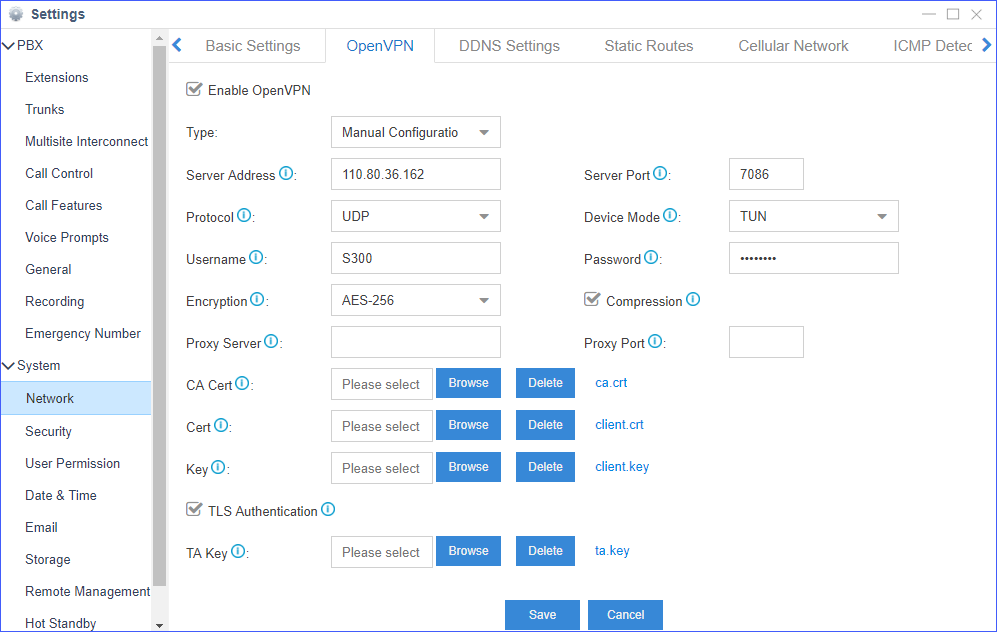 Settings
PBX
Extensions
Trunks
Multisite Interconnect
Call Control
Call Features
Voice Prompts
General
Recording
Emergency Number
System
Network
Security
User Permission
Date & Time
Email
Storage
Remote Management
Hot Standby
Basic Settings
OpenVPN
DDNS Settings
Static Routes
Cellular Network
ICMP Detec
Enable OpenVPN
Type: Manual Configuratio
Server Address : 110.80.36.162
Server Port : 7086
Protocol : UDP
Device Mode : TUN
Username : S300
Password : ••••••••
Encryption : AES-256
Compression
Proxy Server :
Proxy Port :
CA Cert : Please select Browse Delete ca.crt
Cert : Please select Browse Delete client.crt
Key : Please select Browse Delete client.key
TLS Authentication
TA Key : Please select Browse Delete ta.key
Save Cancel